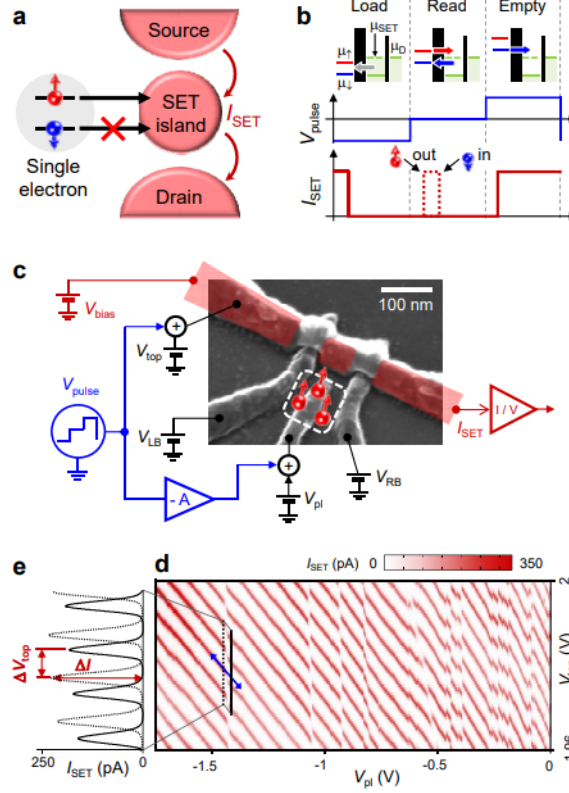 a
Source
SET
island
I_SET
Single
electron
Drain
b
Load
Read
Empty
μ_SET
μ_D
μ↑
μ↓
V_pulse
out
in
I_SET
c
100 nm
V_bias
+
V_top
V_pulse
V_LB
I_SET
I / V
+
- A
V_pl
V_RB
e
d
I_SET (pA)
0
350
2
ΔV_top
ΔI
250
0
I_SET (pA)
-1.5
-1
-0.5
0
V_pl (V)
1.96